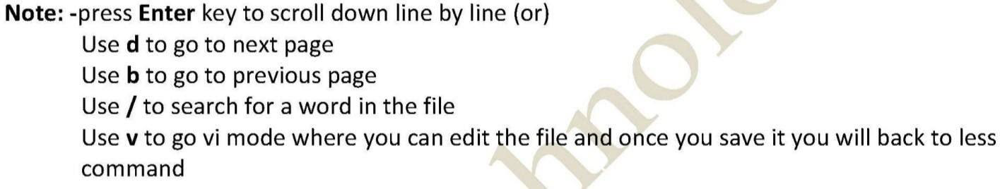 Note: -press Enter key to scroll down line by line (or)
Use d to go to next page
Use b to go to previous page
Use / to search for a word in the file
Use v to go vi mode where you can edit the file and once you save it you will back to less
command
hnolo